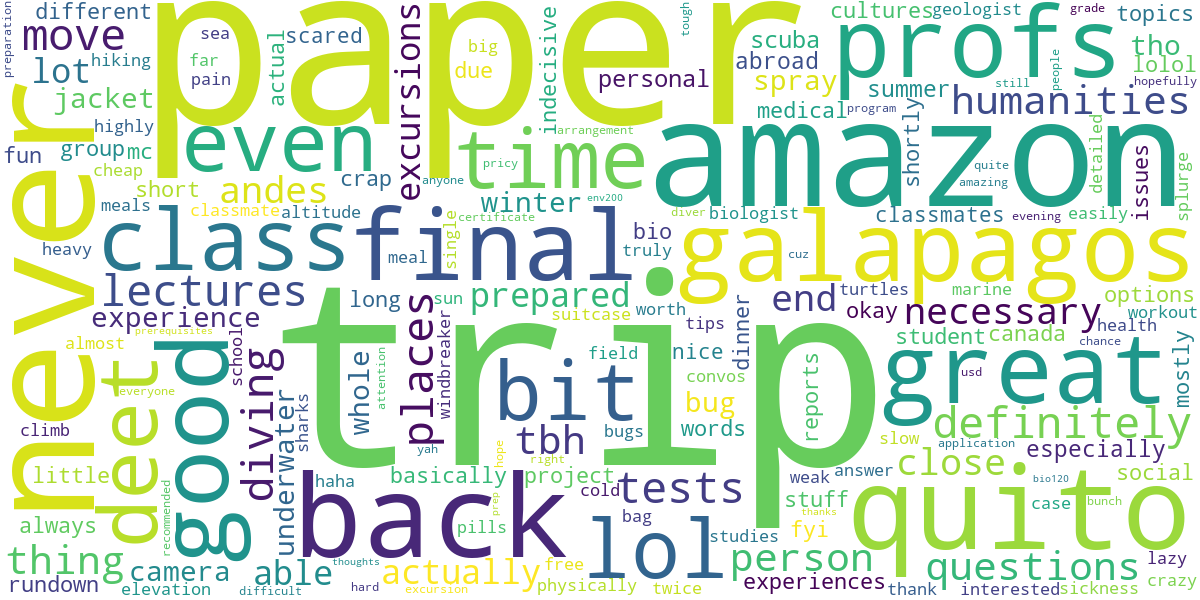 preparation
different
move
lot
jacket
hiking
highly
fun
group
mc
cheap
short
meals
classmate
altitude
heavy
sea
far
pain
scared
actual
paper
big
due
tough
indecisive
personal
excursions
even
andes
crap
anyone
time
pricy
arrangement
winter
env200
scuba
abroad
spray
medical
program
profs
cultures
geologist
grade
topics
tho
lolol
hopefully
still
people
summer
humanities
amazon
shortly
quite
amazing
detailed
issues
splurge
never
class
final
meal
single
certificate
bio
truly
diver
biologist
cuz
classmates
evening
easily
galapagos
lectures
experience
almost
prerequisites
school
long
sun
prepared
suitcase
worth
tips
dinner
end
turtles
okay
necessary
marine
options
workout
health
chance
student
canada
mostly
deet
everyone
good
diving
sharks
underwater
whole
attention
places
windbreaker
trip
bit
field
nice
convos
bugs
bug
words
reports
great
usd
definitely
slow
application
especially
climb
little
always
recommended
thing
rundown
camera
elevation
able
haha
thoughts
difficult
back
yah
basically
hope
right
project
tbh
cold
tests
pills
prep
bag
lol
studies
actually
hard
excursion
free
physically
twice
weak
answer
stuff
thanks
fyi
person
experiences
close
quito
bio120
case
bunch
social
questions
thank
interested
sickness
lazy
crazy